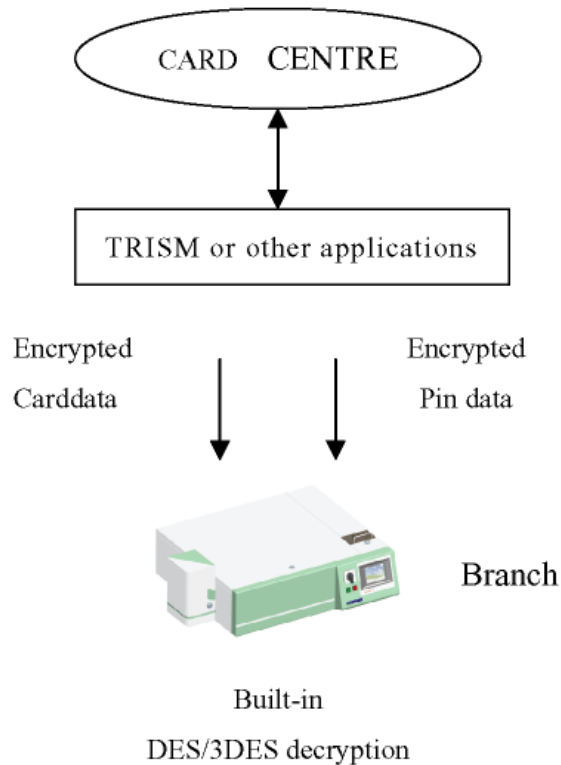 CARD CENTRE
TRISM or other applications
Encrypted
Carddata
Encrypted
Pin data
Branch
Built-in
DES/3DES decryption